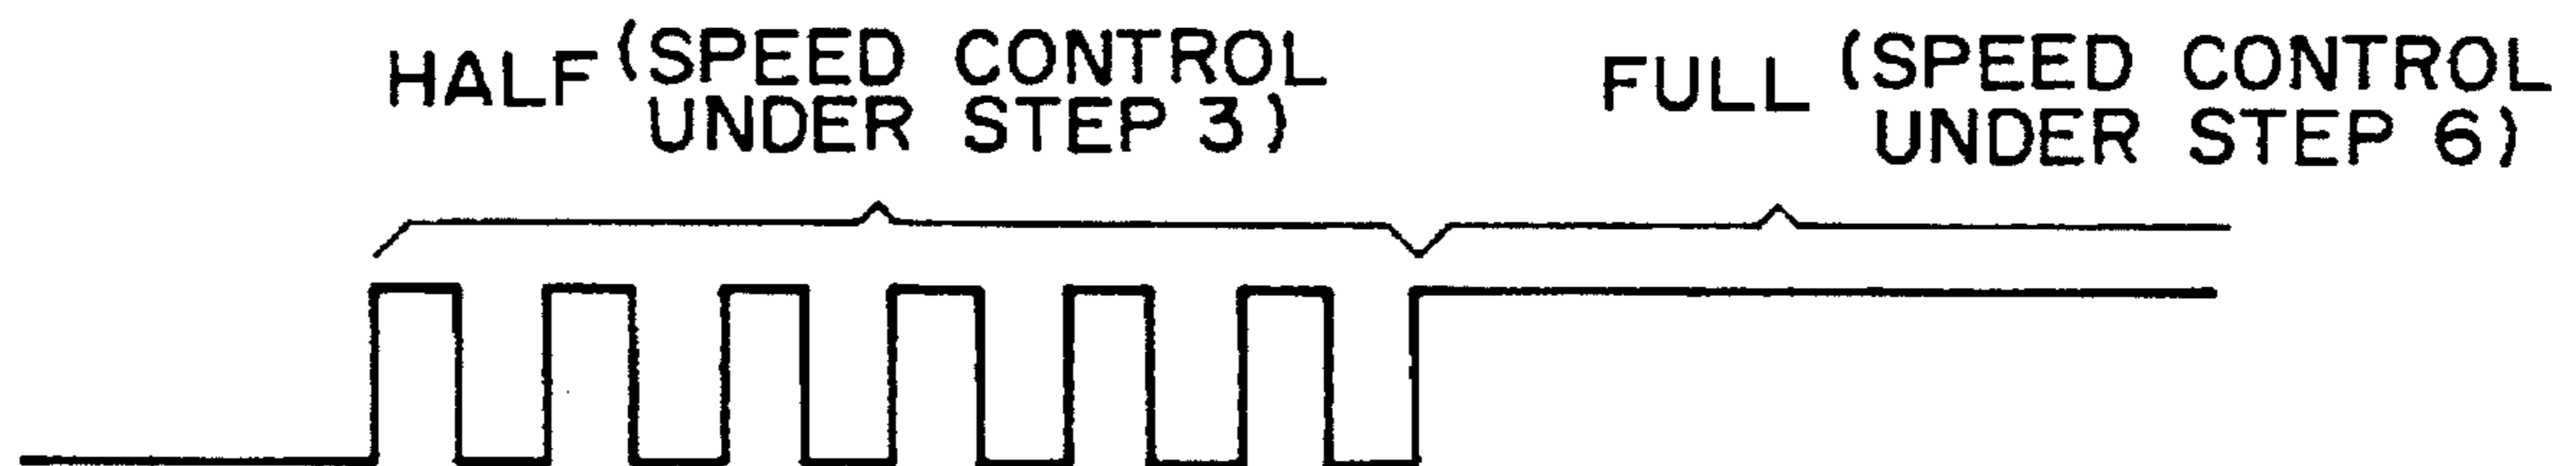 HALF (SPEED CONTROL
UNDER STEP 3)
FULL (SPEED CONTROL
UNDER STEP 6)